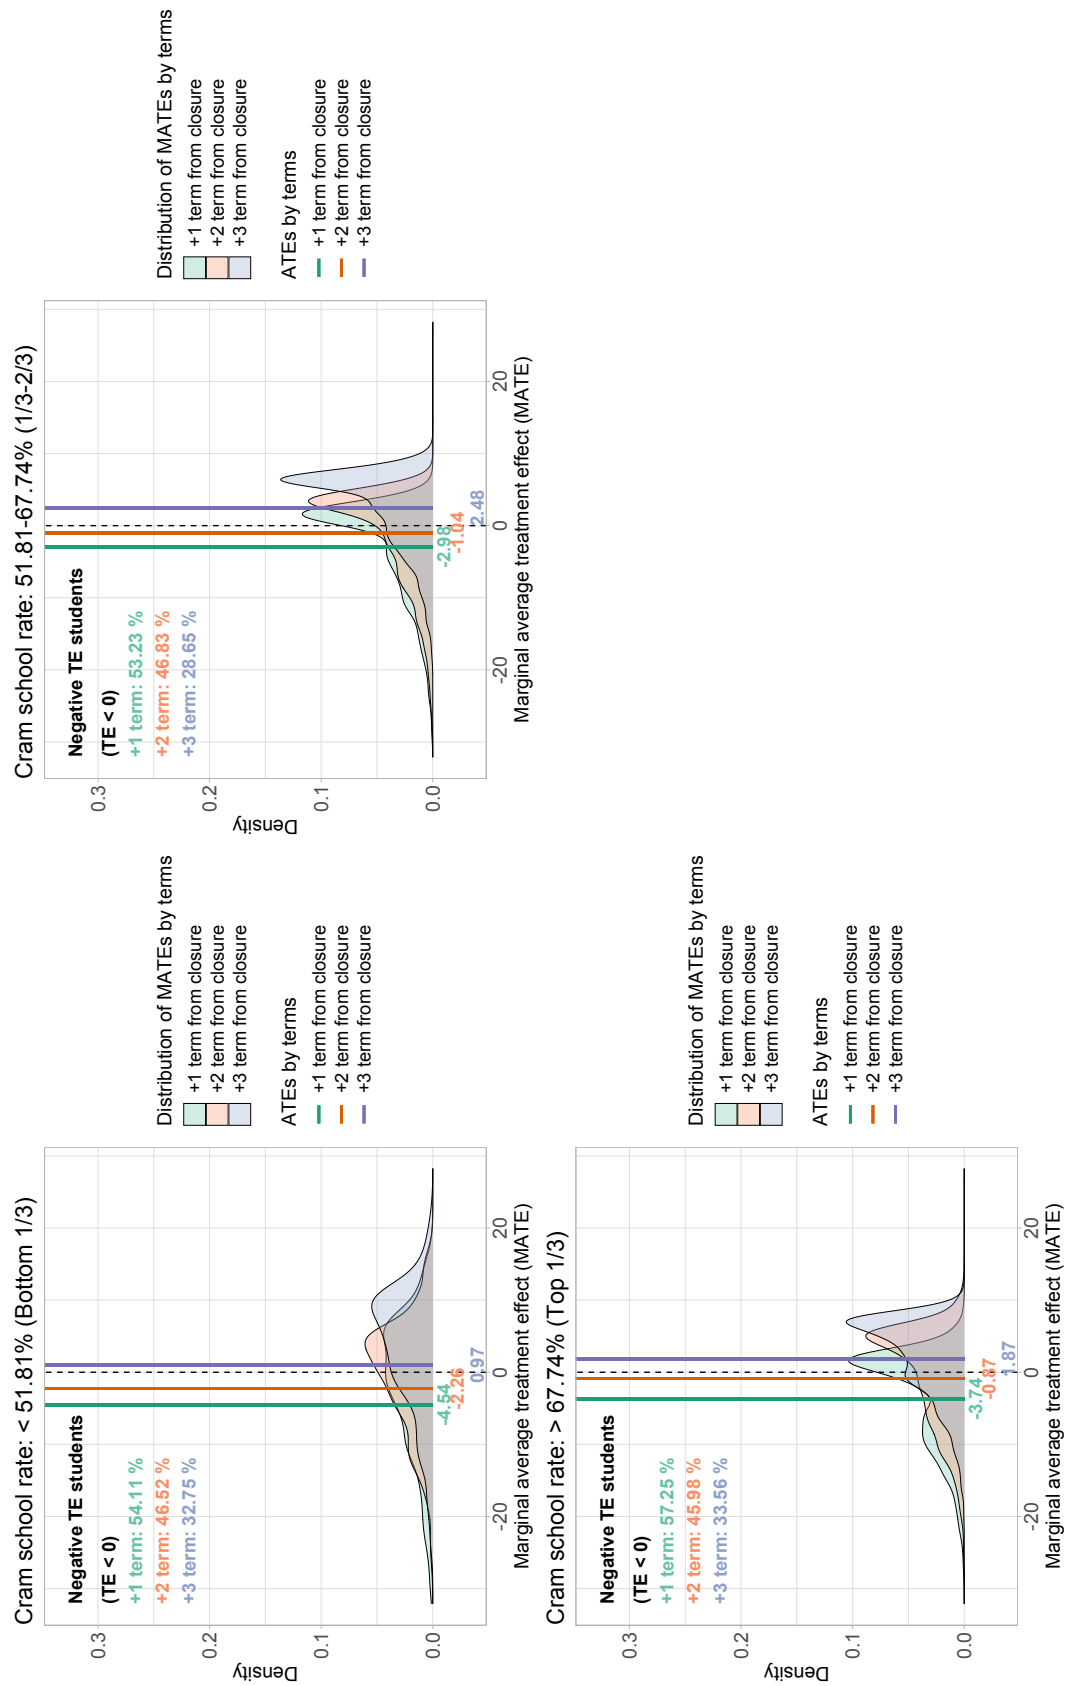 Cram school rate: < 51.81% (Bottom 1/3)
Negative TE students
(TE < 0)
+1 term: 54.11 %
+2 term: 46.52 %
+3 term: 32.75 %
0.3
0.2
0.1
0.0
Density
-4.54
-2.26
0.97
-20
0
20
Marginal average treatment effect (MATE)
Distribution of MATEs by terms
+1 term from closure
+2 term from closure
+3 term from closure
ATEs by terms
+1 term from closure
+2 term from closure
+3 term from closure
Cram school rate: 51.81-67.74% (1/3-2/3)
Negative TE students
(TE < 0)
+1 term: 53.23 %
+2 term: 46.83 %
+3 term: 28.65 %
0.3
0.2
0.1
0.0
Density
-2.98
-1.04
2.48
-20
0
20
Marginal average treatment effect (MATE)
Distribution of MATEs by terms
+1 term from closure
+2 term from closure
+3 term from closure
ATEs by terms
+1 term from closure
+2 term from closure
+3 term from closure
Cram school rate: > 67.74% (Top 1/3)
Negative TE students
(TE < 0)
+1 term: 57.25 %
+2 term: 45.98 %
+3 term: 33.56 %
0.3
0.2
0.1
0.0
Density
-3.74
-0.87
1.87
-20
0
20
Marginal average treatment effect (MATE)
Distribution of MATEs by terms
+1 term from closure
+2 term from closure
+3 term from closure
ATEs by terms
+1 term from closure
+2 term from closure
+3 term from closure